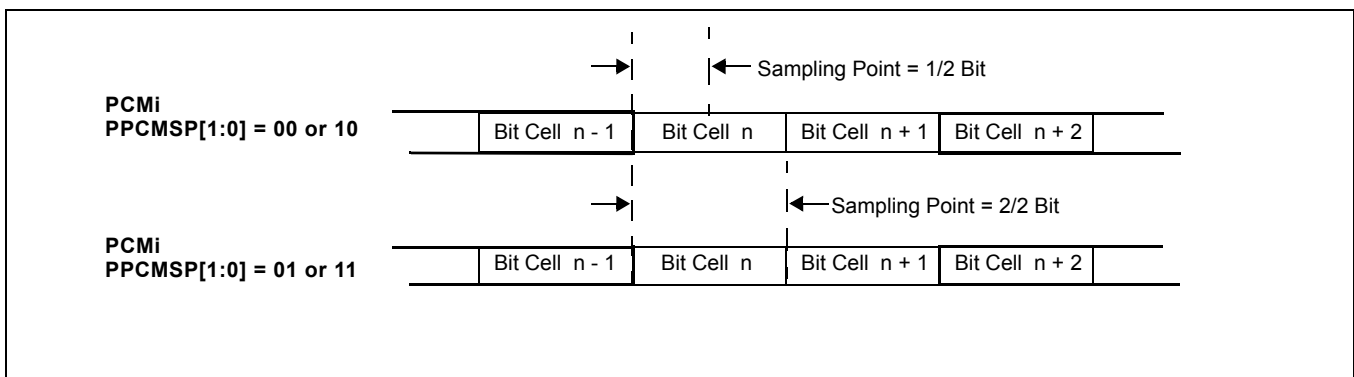 Sampling Point = 1/2 Bit
PCMi
PPCMSP[1:0] = 00 or 10
Bit Cell n - 1 Bit Cell n Bit Cell n + 1 Bit Cell n + 2
Sampling Point = 2/2 Bit
PCMi
PPCMSP[1:0] = 01 or 11
Bit Cell n - 1 Bit Cell n Bit Cell n + 1 Bit Cell n + 2